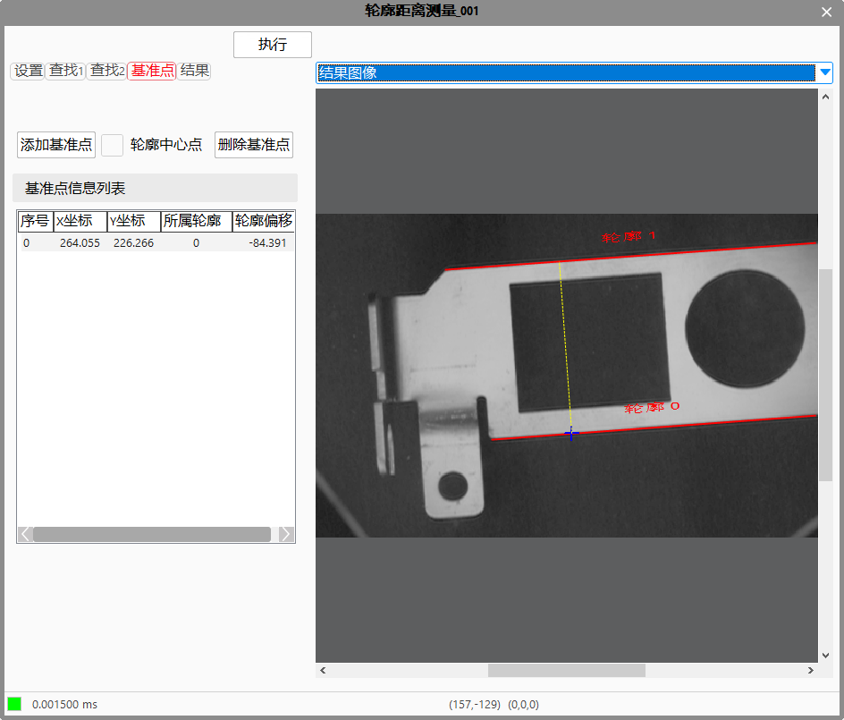 轮廓距离测量_001
执行
设置 查找1 查找2 基准点 结果
结果图像
添加基准点 轮廓中心点 删除基准点
基准点信息列表
序号 X坐标 Y坐标 所属轮廓 轮廓偏移
0 264.055 226.266 0 -84.391
轮廓 1
轮廓 0
0.001500 ms
(157,-129) (0,0,0)